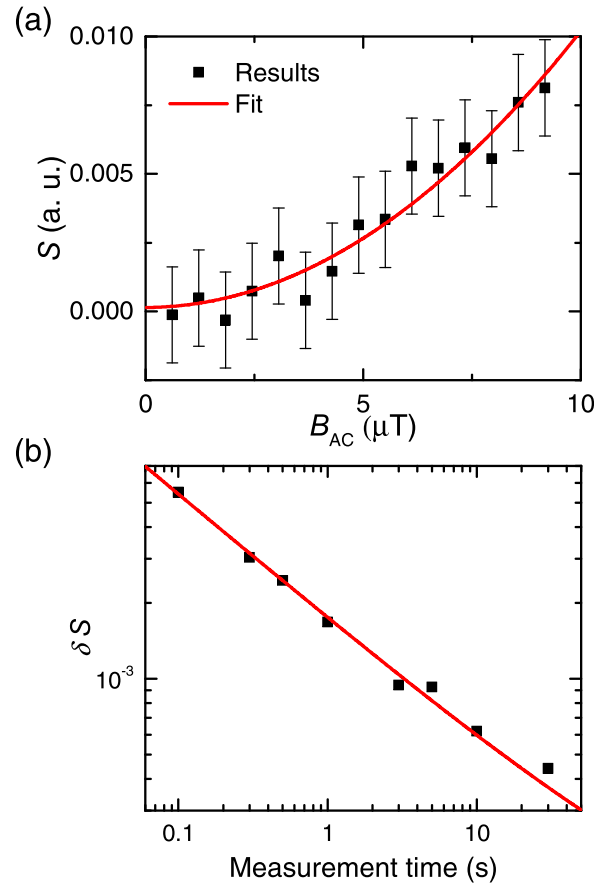 (a)
0.010
0.005
0.000
S (a. u.)
Results
Fit
0 5 10
B_AC (μT)
(b)
10^-3
δ S
0.1 1 10
Measurement time (s)